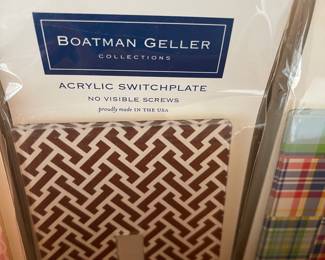 BOATMAN GELLER
COLLECTIONS
ACRYLIC SWITCHPLATE
NO VISIBLE SCREWS
proudly made IN THE USA